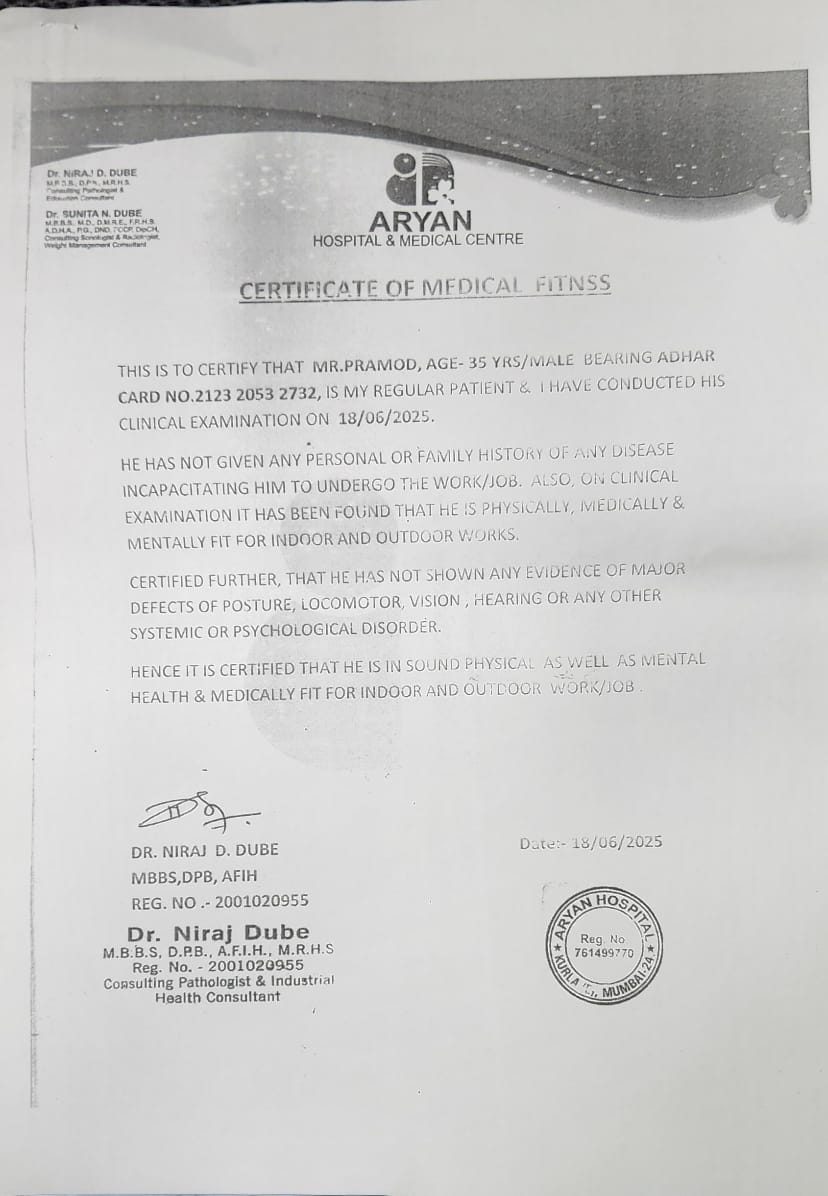 Dr. NIRAJ D. DUBE
M.B.B.S., D.P.B., M.R.H.S.
Consulting Pathologist &
Education Consultant
Dr. SUNITA N. DUBE
M.B.B.S., M.D., D.M.R.E., F.R.H.S.
A.D.H.A., P.G., DND, TCCP, DpCH,
Consulting Sonologist & Radiologist,
Weight Management Consultant
ARYAN
HOSPITAL & MEDICAL CENTRE
CERTIFICATE OF MEDICAL FITNSS
THIS IS TO CERTIFY THAT MR.PRAMOD, AGE- 35 YRS/MALE BEARING ADHAR
CARD NO.2123 2053 2732, IS MY REGULAR PATIENT & I HAVE CONDUCTED HIS
CLINICAL EXAMINATION ON 18/06/2025.
HE HAS NOT GIVEN ANY PERSONAL OR FAMILY HISTORY OF ANY DISEASE
INCAPACITATING HIM TO UNDERGO THE WORK/JOB. ALSO, ON CLINICAL
EXAMINATION IT HAS BEEN FOUND THAT HE IS PHYSICALLY, MEDICALLY &
MENTALLY FIT FOR INDOOR AND OUTDOOR WORKS.
CERTIFIED FURTHER, THAT HE HAS NOT SHOWN ANY EVIDENCE OF MAJOR
DEFECTS OF POSTURE, LOCOMOTOR, VISION , HEARING OR ANY OTHER
SYSTEMIC OR PSYCHOLOGICAL DISORDER.
HENCE IT IS CERTIFIED THAT HE IS IN SOUND PHYSICAL AS WELL AS MENTAL
HEALTH & MEDICALLY FIT FOR INDOOR AND OUTDOOR WORK/JOB .
DR. NIRAJ D. DUBE
MBBS,DPB, AFIH
REG. NO .- 2001020955
Dr. Niraj Dube
M.B.B.S, D.P.B., A.F.I.H., M.R.H.S
Reg. No. - 2001020955
Consulting Pathologist & Industrial
Health Consultant
Date:- 18/06/2025
ARYAN HOSPITAL
Reg. No.
761499770
KURLA MUMBAI-24.